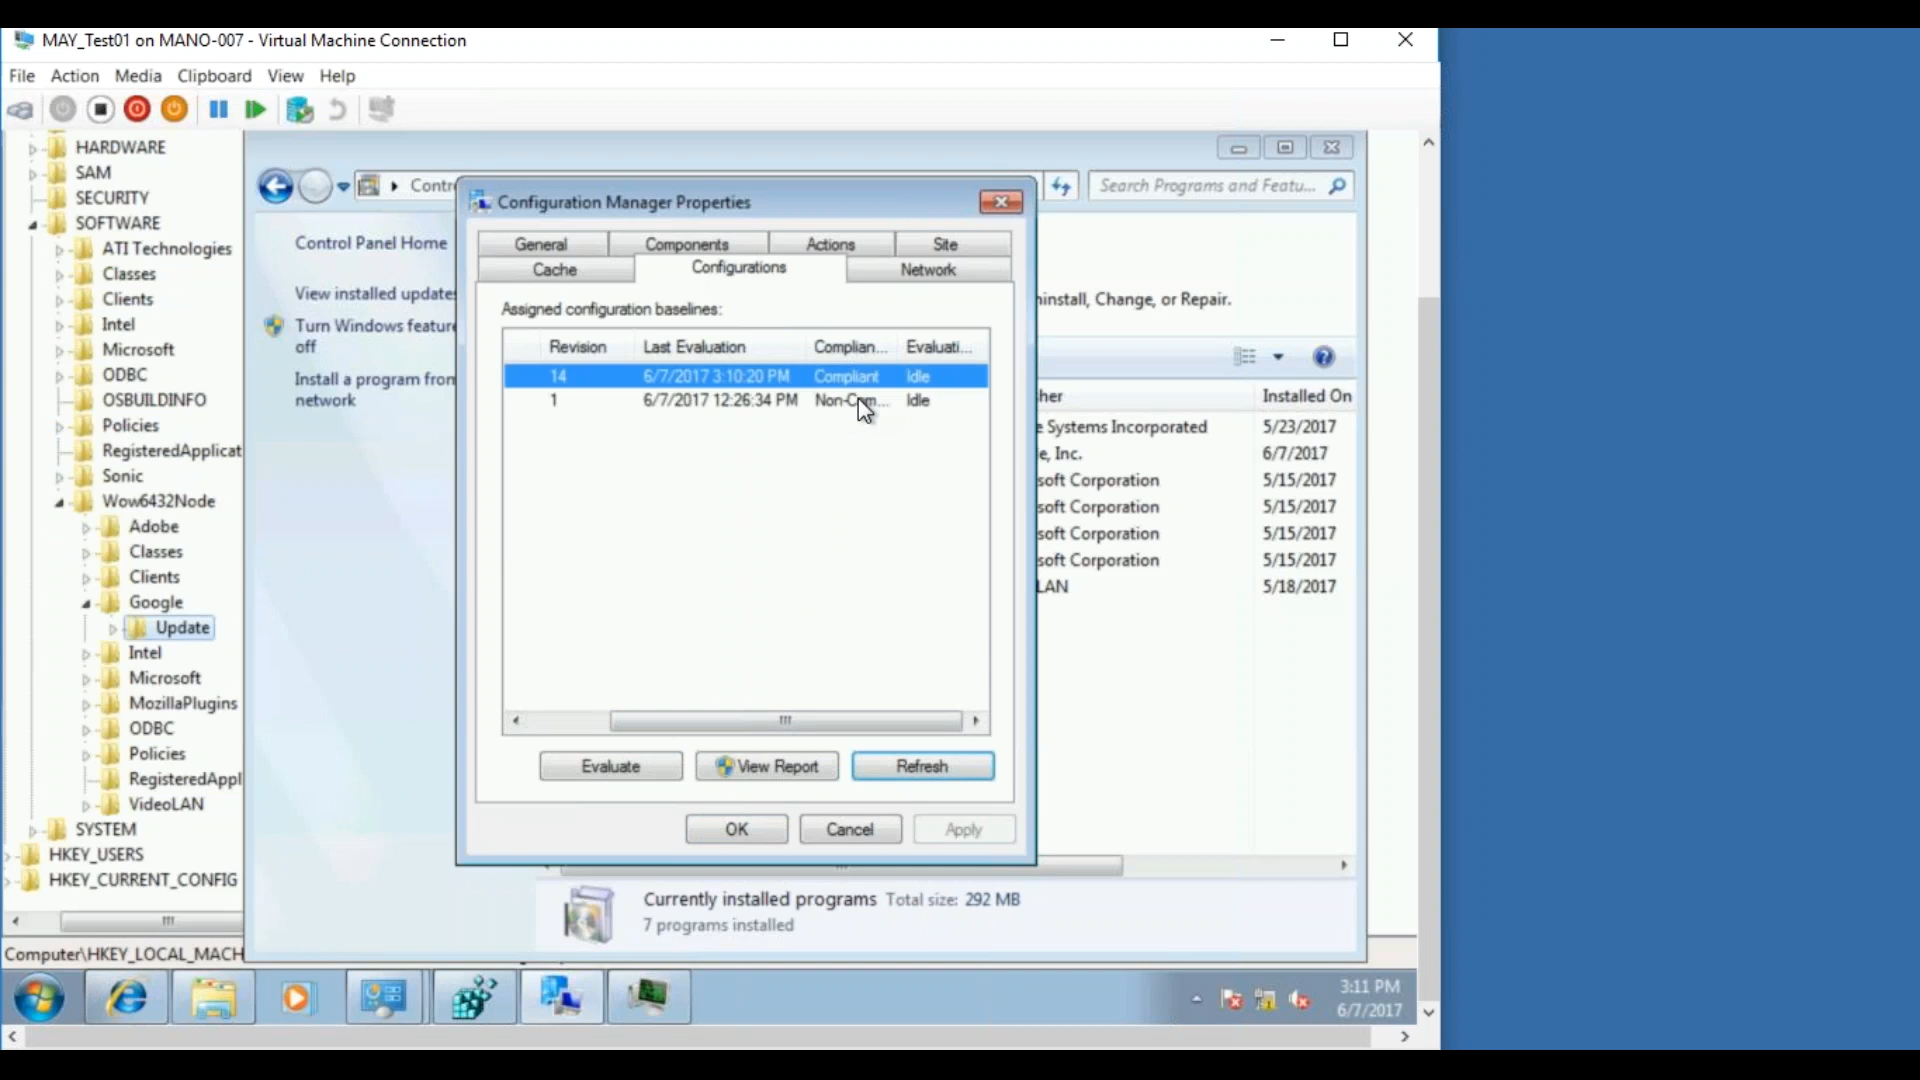 MAY_Test01 on MANO-007 - Virtual Machine Connection
File Action Media Clipboard View Help
HARDWARE
SAM
SECURITY
SOFTWARE
ATI Technologies
Classes
Clients
Intel
Microsoft
ODBC
OSBUILDINFO
Policies
RegisteredApplicat
Sonic
Wow6432Node
Adobe
Classes
Clients
Google
Update
Intel
Microsoft
MozillaPlugins
ODBC
Policies
RegisteredAppl
VideoLAN
SYSTEM
HKEY_USERS
HKEY_CURRENT_CONFIG
Computer\HKEY_LOCAL_MACH
Contr
Search Programs and Featu...
Control Panel Home
View installed updates
Turn Windows feature
off
Install a program from
network
Configuration Manager Properties
General Components Actions Site
Cache Configurations Network
Assigned configuration baselines:
Revision Last Evaluation Complian... Evaluati...
14 6/7/2017 3:10:20 PM Compliant Idle
1 6/7/2017 12:26:34 PM Non-Com... Idle
Evaluate View Report Refresh
OK Cancel Apply
ninstall, Change, or Repair.
her Installed On
e Systems Incorporated 5/23/2017
e, Inc. 6/7/2017
soft Corporation 5/15/2017
soft Corporation 5/15/2017
soft Corporation 5/15/2017
soft Corporation 5/15/2017
LAN 5/18/2017
Currently installed programs Total size: 292 MB
7 programs installed
3:11 PM
6/7/2017